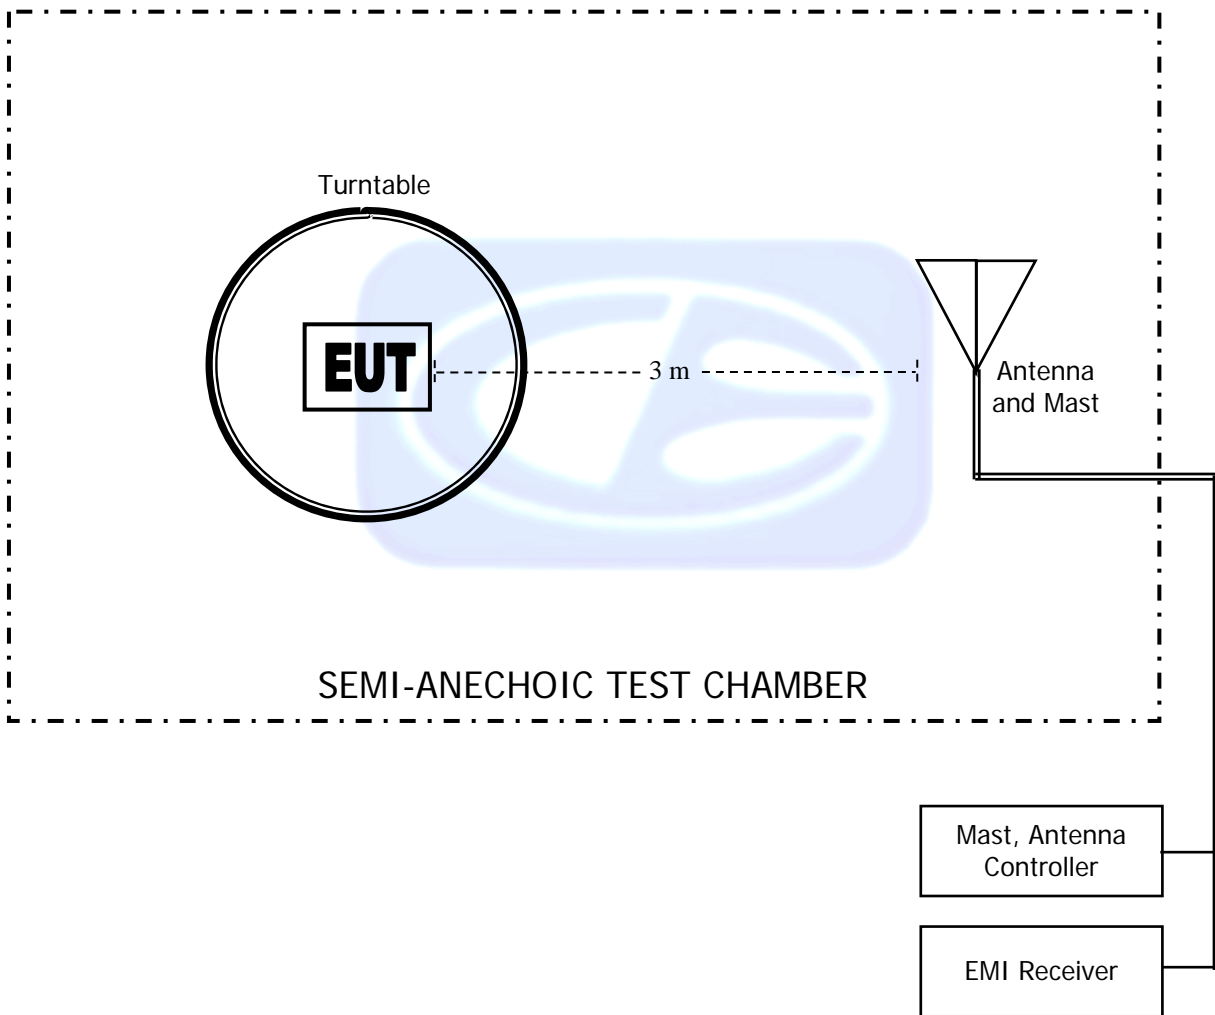 Turntable
EUT
3 m
Antenna
and Mast
SEMI-ANECHOIC TEST CHAMBER
Mast, Antenna
Controller
EMI Receiver